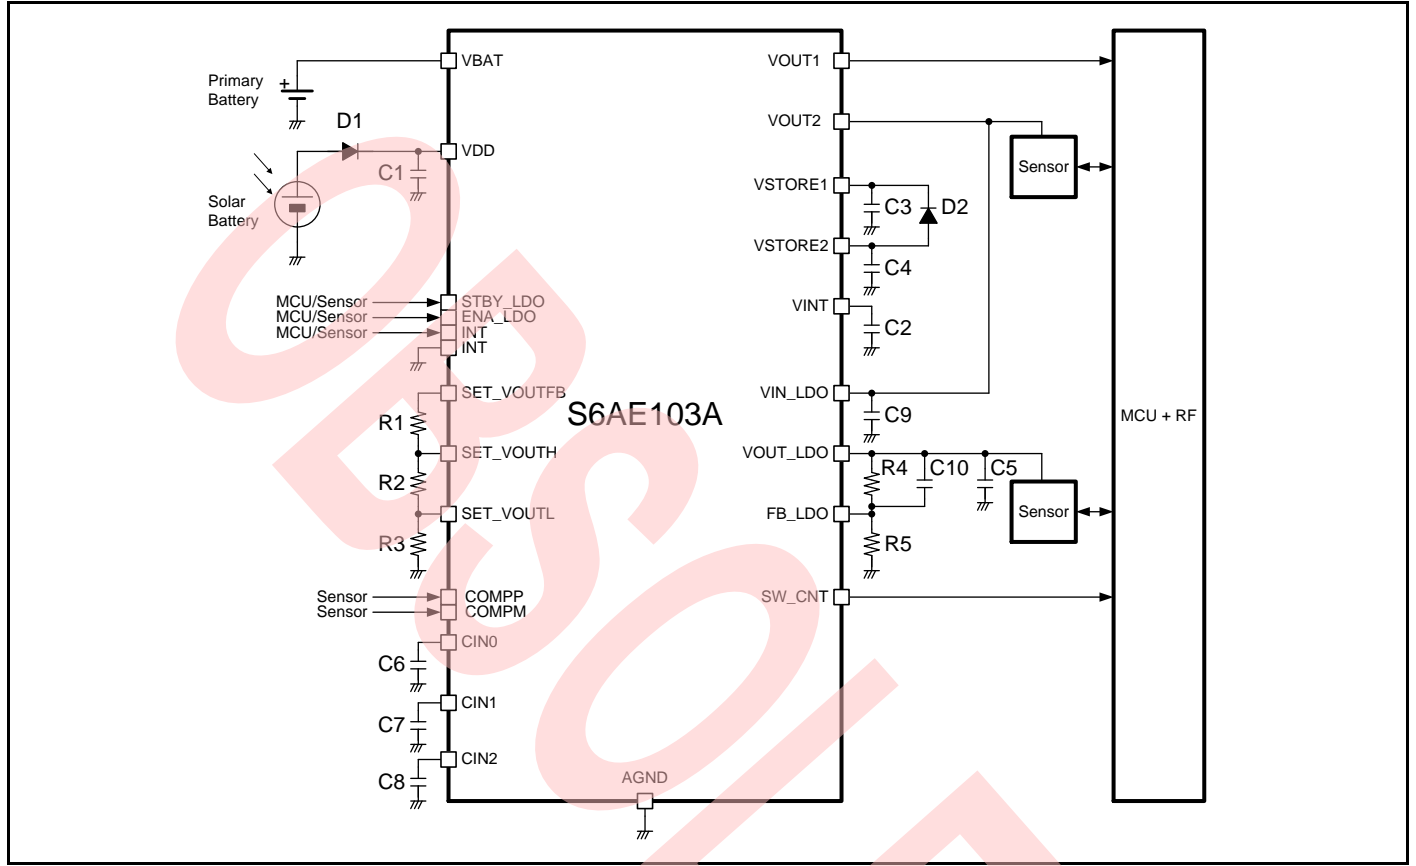 VBAT
VOUT1
Primary
Battery
+
D1
VOUT2
VDD
C1
Sensor
Solar
Battery
VSTORE1
C3
D2
VSTORE2
C4
MCU/Sensor
STBY_LDO
MCU/Sensor
ENA_LDO
MCU/Sensor
INT
INT
VINT
C2
SET_VOUTFB
R1
S6AE103A
VIN_LDO
C9
MCU + RF
SET_VOUTH
R2
VOUT_LDO
R4
C10
C5
SET_VOUTL
R3
FB_LDO
R5
Sensor
Sensor
COMPP
Sensor
COMPM
SW_CNT
CIN0
C6
CIN1
C7
CIN2
C8
AGND